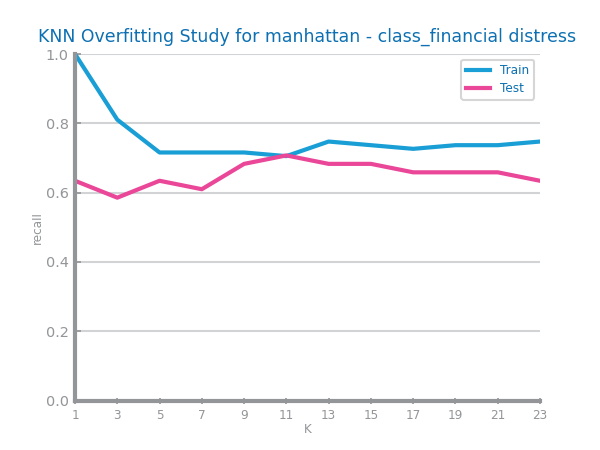 KNN Overfitting Study for manhattan - class_financial distress
1.0
0.8
0.6
0.4
0.2
0.0
recall
Train
Test
1 3 5 7 9 11 13 15 17 19 21 23
K